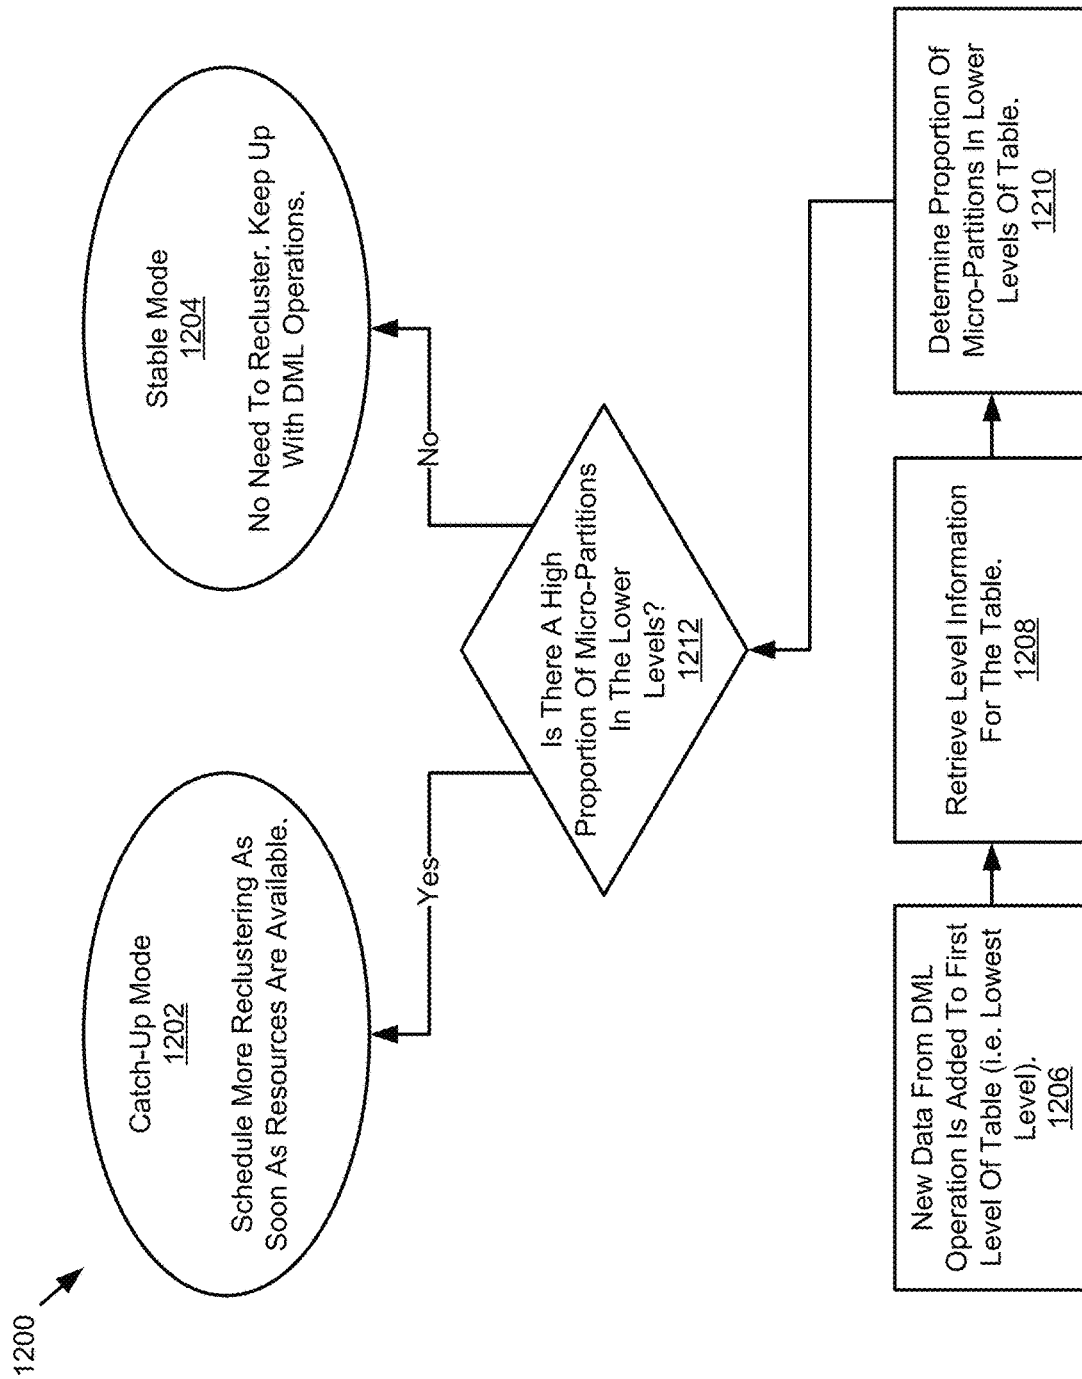 1200
Catch-Up Mode
1202
Schedule More Reclustering As
Soon As Resources Are Available.
Stable Mode
1204
No Need To Recluster. Keep Up
With DML Operations.
Yes
No
Is There A High
Proportion Of Micro-Partitions
In The Lower
Levels?
1212
New Data From DML
Operation Is Added To First
Level Of Table (i.e. Lowest
Level).
1206
Retrieve Level Information
For The Table.
1208
Determine Proportion Of
Micro-Partitions In Lower
Levels Of Table.
1210